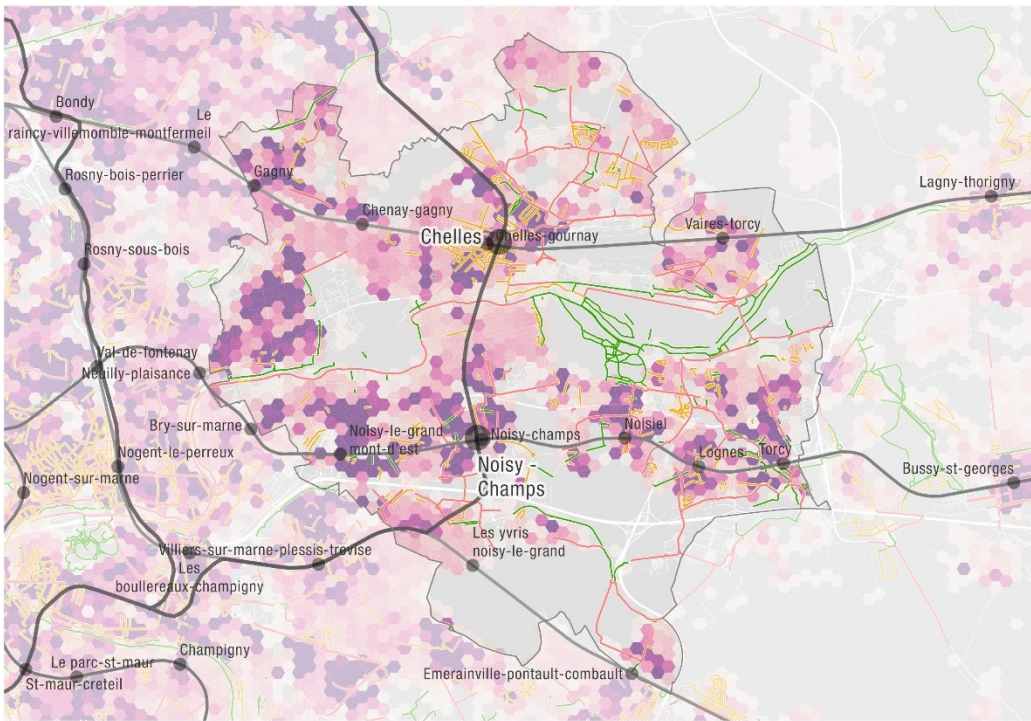 Bondy
Le
raincy-villemomble-montfermeil
Rosny-bois-perrier
Gagny
Lagny-thorigny
Chenay-gagny
Vaires-torcy
Chelles
Chelles-gournay
Rosny-sous-bois
Val-de-fontenay
Neuilly-plaisance
Bry-sur-marne
Noisy-le-grand
mont-d'est
Noisy-champs
Noisiel
Nogent-le-perreux
Lognes
Torcy
Noisy -
Champs
Bussy-st-georges
Nogent-sur-marne
Les yvris
noisy-le-grand
Villiers-sur-marne-plessis-trevise
Les
boullereaux-champigny
Le parc-st-maur
Champigny
St-maur-creteil
Emerainville-pontault-combault